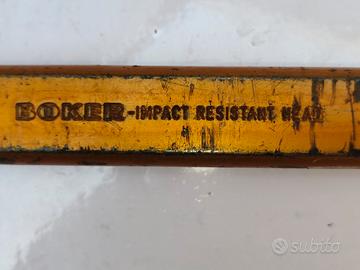 BOKER-IMPACT RESISTANT HEAD
subito